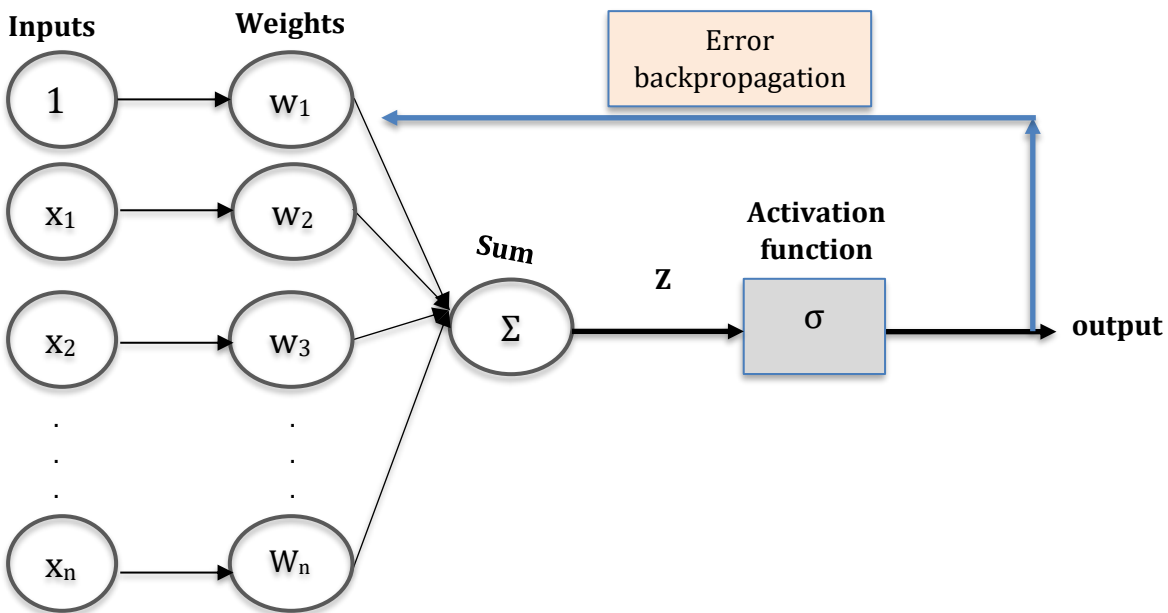 Inputs
Weights
Error
backpropagation
1
w₁
x₁
w₂
Activation
function
Sum
Z
x₂
w₃
Σ
σ
output
. .
. .
. .
xₙ
Wₙ